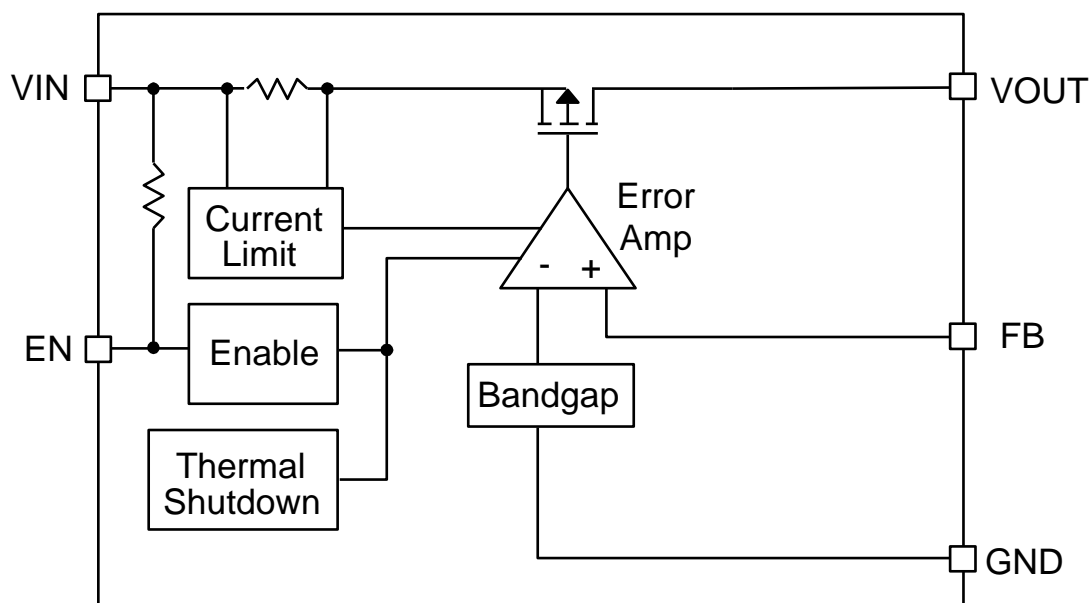 VIN
VOUT
Current
Limit
Error
Amp
- +
EN
Enable
FB
Bandgap
Thermal
Shutdown
GND